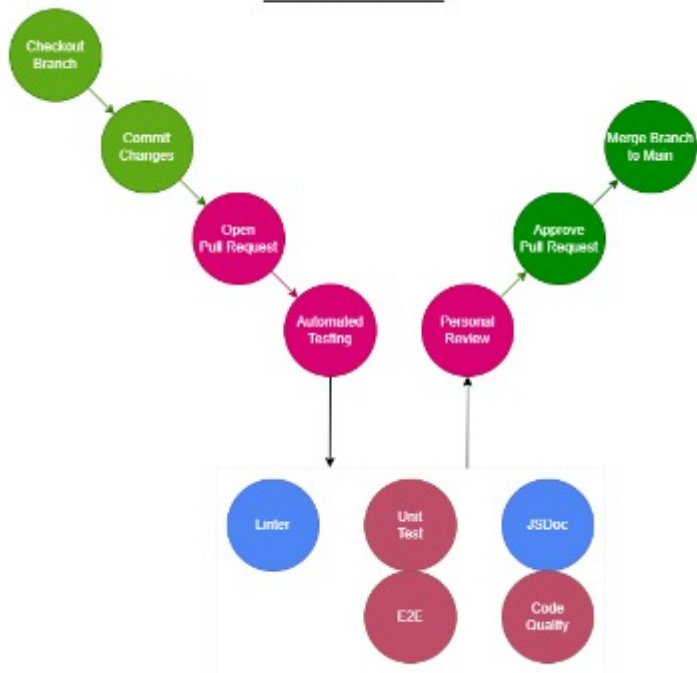 Checkout
Branch
Commit
Changes
Open
Pull Request
Automated
Testing
Personal
Review
Approve
Pull Request
Merge Branch
to Main
Linter
Unit
Test
JSDoc
E2E
Code
Quality